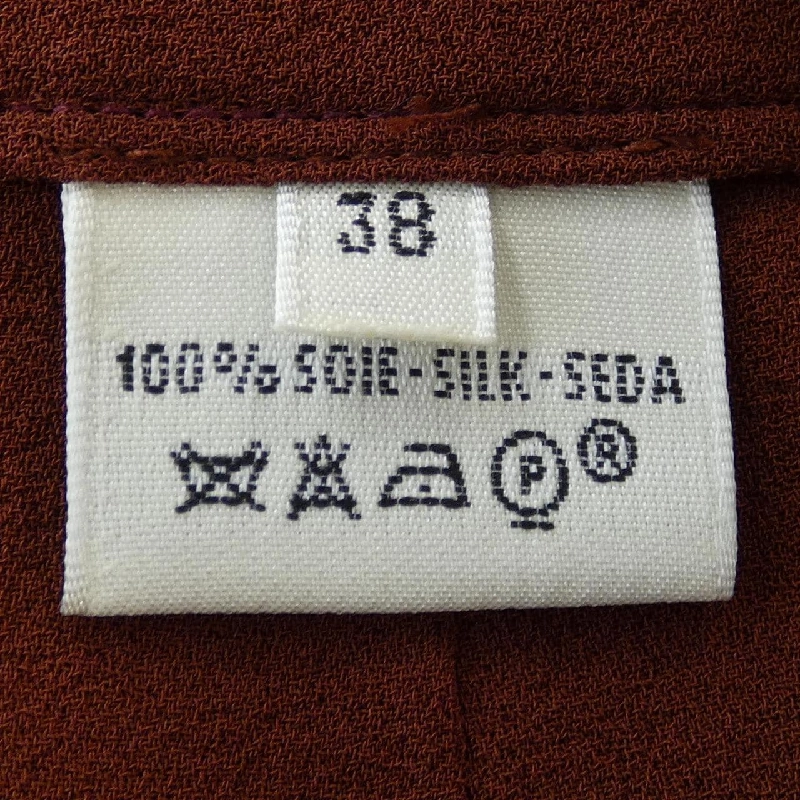 38
100% SOIE - SILK - SEDA
P ®